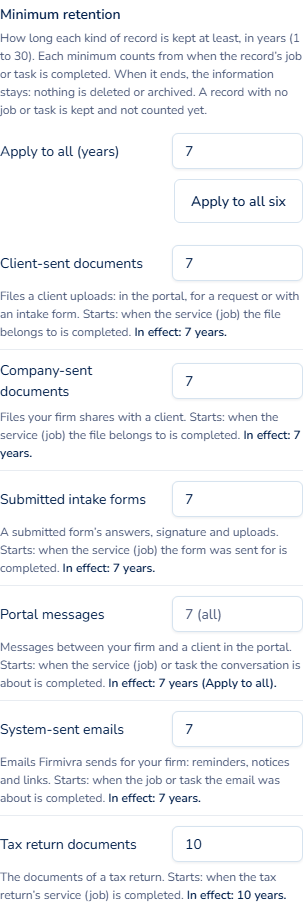 Minimum retention
How long each kind of record is kept at least, in years (1
to 30). Each minimum counts from when the record's job
or task is completed. When it ends, the information
stays: nothing is deleted or archived. A record with no
job or task is kept and not counted yet.
Apply to all (years) 7
Apply to all six
Client-sent documents 7
Files a client uploads: in the portal, for a request or with
an intake form. Starts: when the service (job) the file
belongs to is completed. In effect: 7 years.
Company-sent
documents 7
Files your firm shares with a client. Starts: when the
service (job) the file belongs to is completed. In effect: 7
years.
Submitted intake forms 7
A submitted form's answers, signature and uploads.
Starts: when the service (job) the form was sent for is
completed. In effect: 7 years.
Portal messages 7 (all)
Messages between your firm and a client in the portal.
Starts: when the service (job) or task the conversation is
about is completed. In effect: 7 years (Apply to all).
System-sent emails 7
Emails Firmivra sends for your firm: reminders, notices
and links. Starts: when the job or task the email was
about is completed. In effect: 7 years.
Tax return documents 10
The documents of a tax return. Starts: when the tax
return's service (job) is completed. In effect: 10 years.